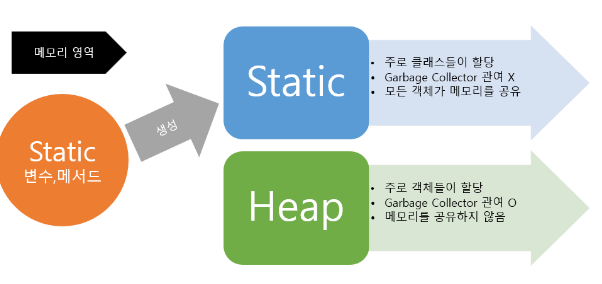 메모리 영역
Static
변수,메서드
생성
Static
• 주로 클래스들이 할당
• Garbage Collector 관여 X
• 모든 객체가 메모리를 공유
Heap
• 주로 객체들이 할당
• Garbage Collector 관여 O
• 메모리를 공유하지 않음